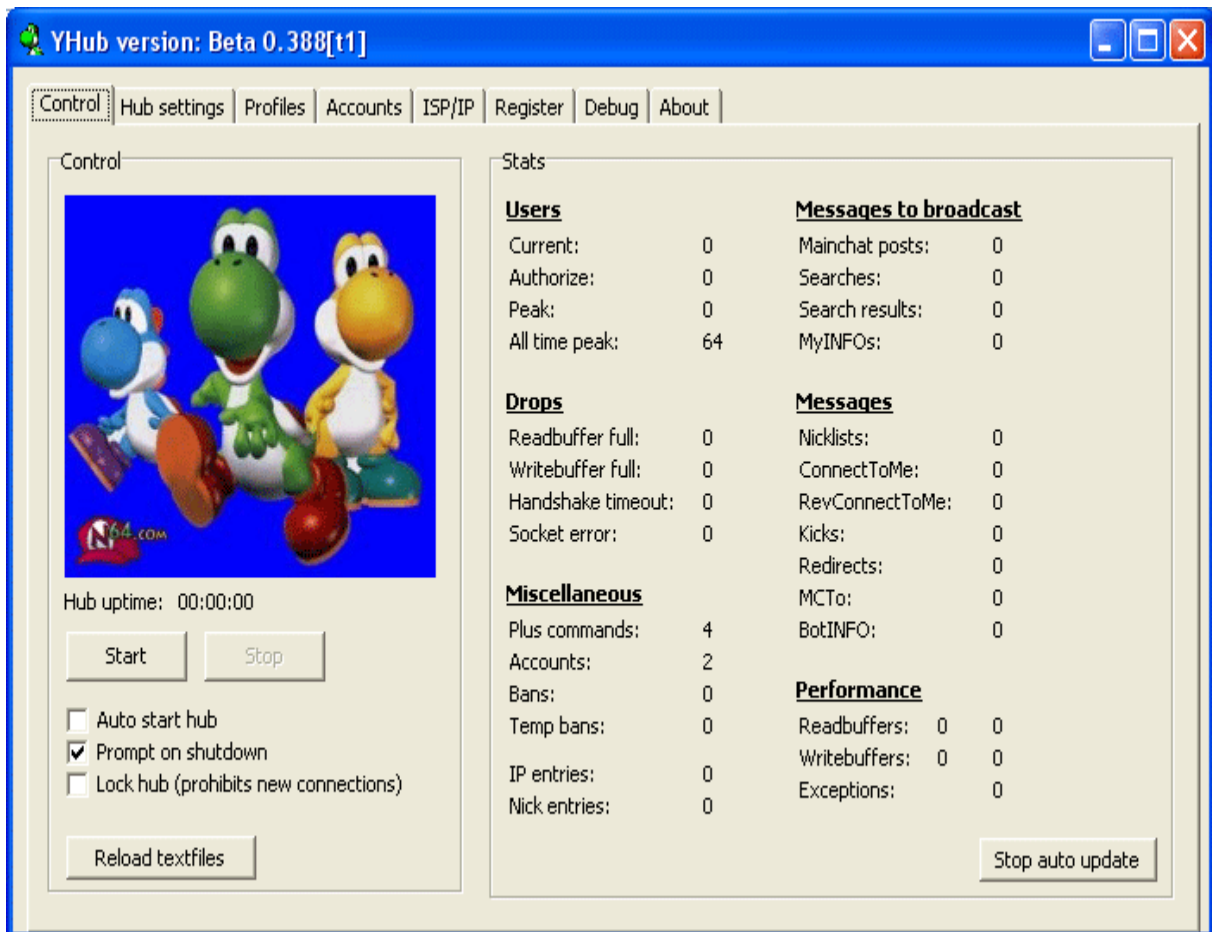 YHub version: Beta 0.388[t1]
Control Hub settings Profiles Accounts ISP/IP Register Debug About
Control
N64.COM
Hub uptime: 00:00:00
Start Stop
Auto start hub
Prompt on shutdown
Lock hub (prohibits new connections)
Reload textfiles
Stats
Users
Current: 0
Authorize: 0
Peak: 0
All time peak: 64
Drops
Readbuffer full: 0
Writebuffer full: 0
Handshake timeout: 0
Socket error: 0
Miscellaneous
Plus commands: 4
Accounts: 2
Bans: 0
Temp bans: 0
IP entries: 0
Nick entries: 0
Messages to broadcast
Mainchat posts: 0
Searches: 0
Search results: 0
MyINFOs: 0
Messages
Nicklists: 0
ConnectToMe: 0
RevConnectToMe: 0
Kicks: 0
Redirects: 0
MCTo: 0
BotINFO: 0
Performance
Readbuffers: 0 0
Writebuffers: 0 0
Exceptions: 0
Stop auto update